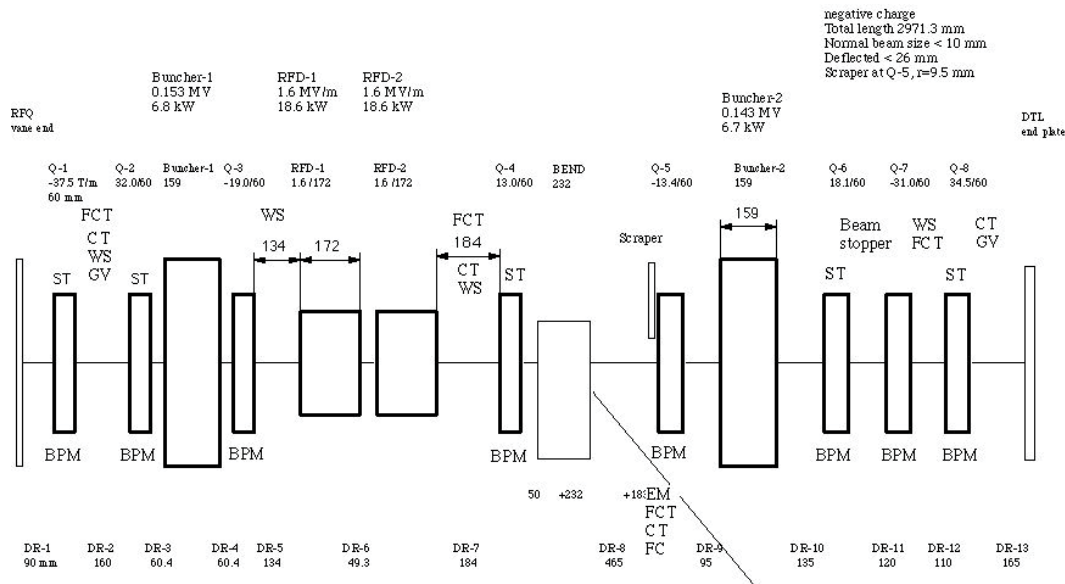 negative charge
Total length 2971.3 mm
Normal beam size < 10 mm
Deflected < 26 mm
Scraper at Q-5, r=9.5 mm
Buncher-1
0.153 MV
6.8 kW
RFD-1
1.6 MV/m
18.6 kW
RFD-2
1.6 MV/m
18.6 kW
Buncher-2
0.143 MV
6.7 kW
RFQ
vane end
DTL
end plate
Q-1
-37.5 T/m
60 mm
Q-2
32.0/60
Buncher-1
159
Q-3
-19.0/60
RFD-1
1.6/172
RFD-2
1.6/172
Q-4
13.0/60
BEND
232
Q-5
-13.4/60
Buncher-2
159
Q-6
18.1/60
Q-7
-31.0/60
Q-8
34.5/60
FCT
CT
WS
GV
WS
134
172
FCT
184
CT
WS
Scraper
159
Beam
stopper
WS
FCT
CT
GV
ST
ST
ST
ST
ST
BPM
BPM
BPM
BPM
BPM
BPM
BPM
BPM
50
+232
EM
FCT
CT
FC
DR-1
90 mm
DR-2
160
DR-3
60.4
DR-4
60.4
DR-5
134
DR-6
49.3
DR-7
184
DR-8
465
DR-9
95
DR-10
135
DR-11
120
DR-12
110
DR-13
165